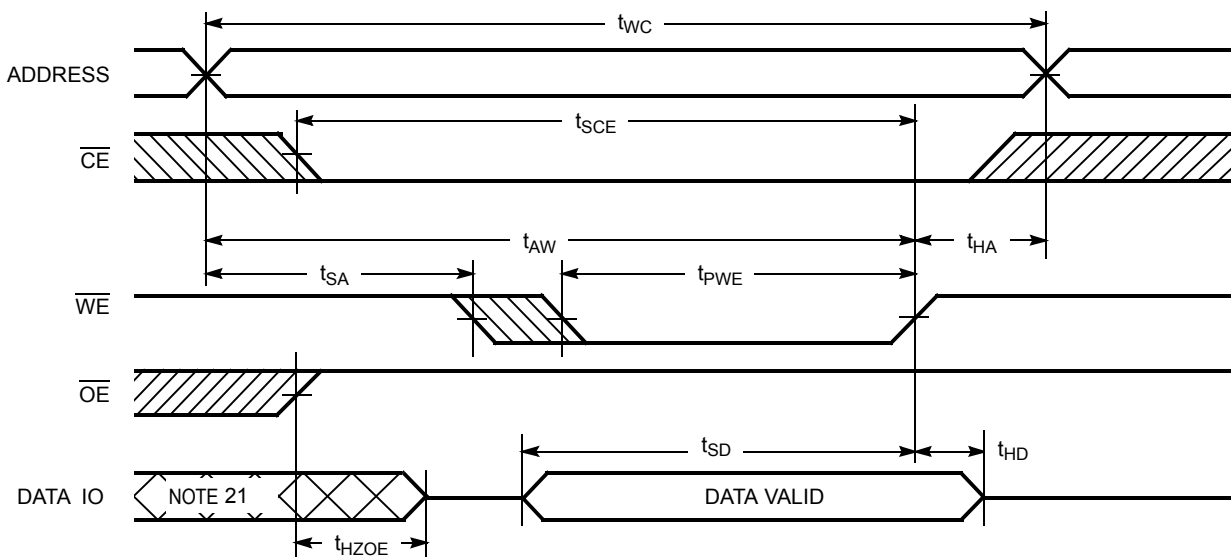 tWC
ADDRESS
tSCE
CE
tAW
tHA
tSA
tPWE
WE
OE
tSD
tHD
DATA IO
NOTE 21
DATA VALID
tHZOE